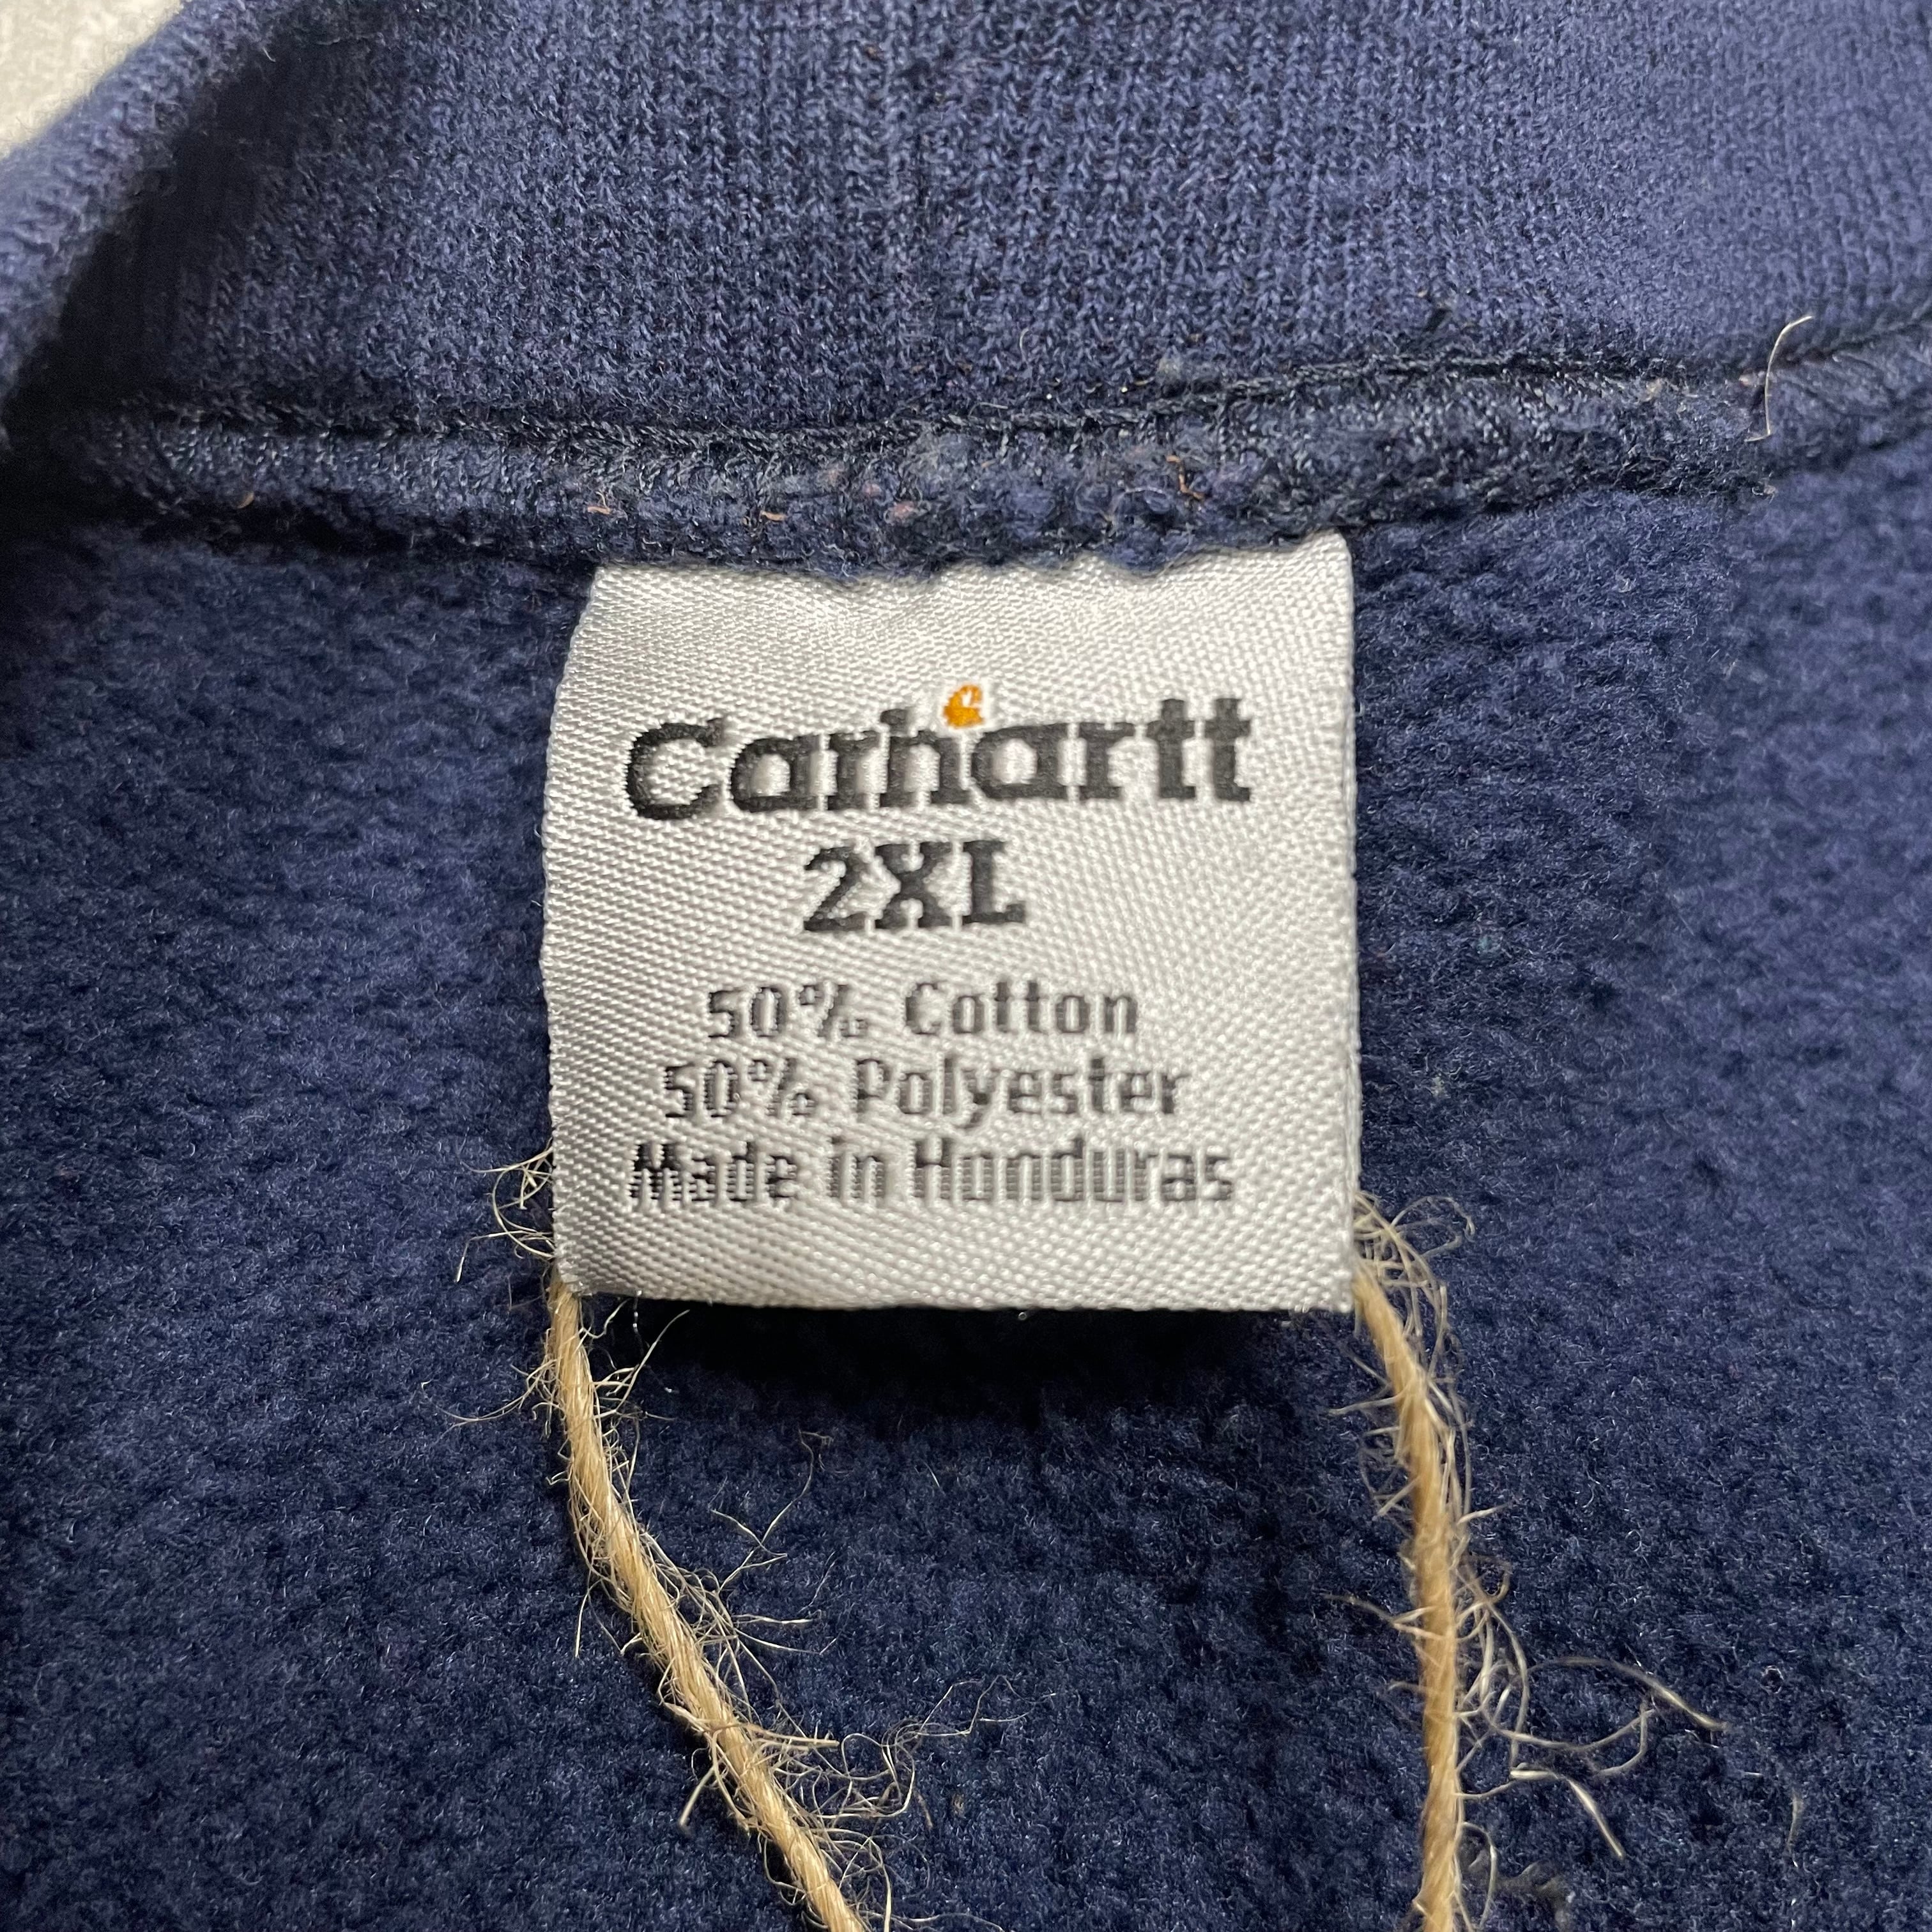 Carhartt
2XL
50% Cotton
50% Polyester
Made in Honduras